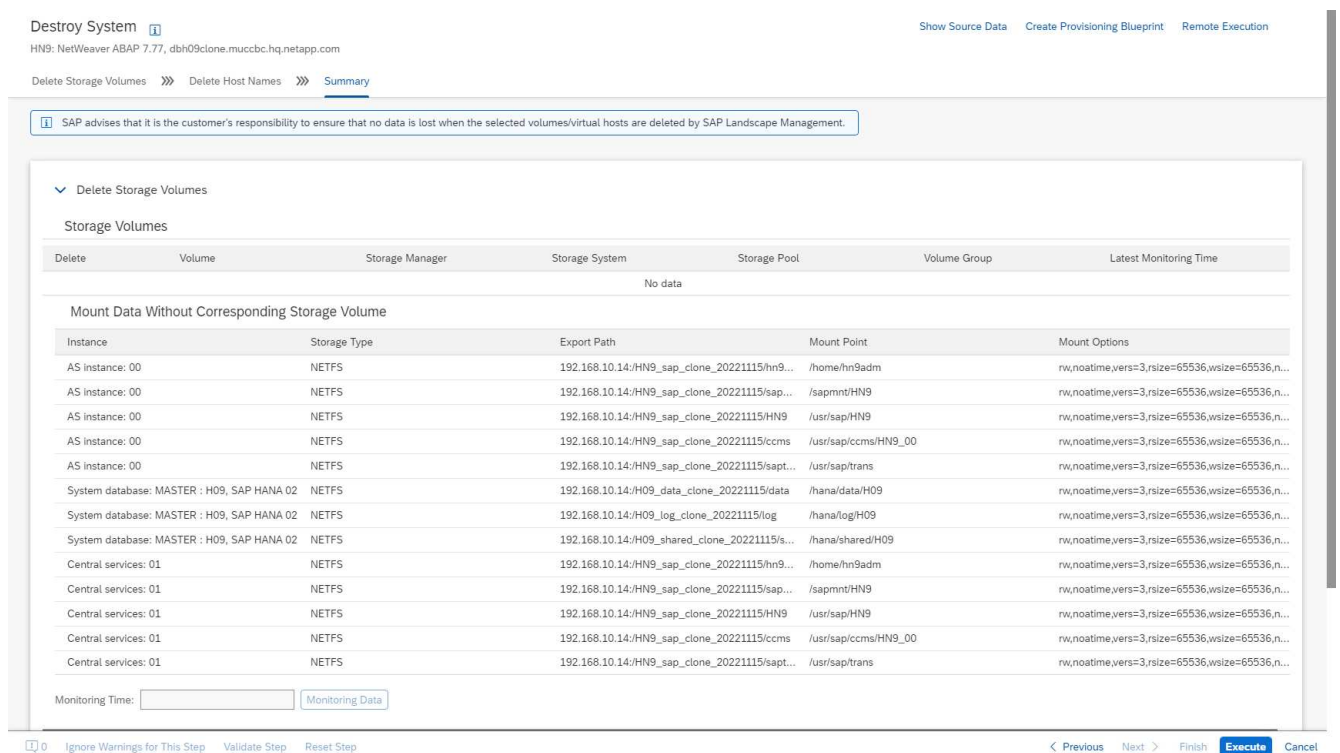 Destroy System
Show Source Data Create Provisioning Blueprint Remote Execution
HN9: NetWeaver ABAP 7.77, dbh09clone.muccbc.hq.netapp.com
Delete Storage Volumes Delete Host Names Summary
SAP advises that it is the customer's responsibility to ensure that no data is lost when the selected volumes/virtual hosts are deleted by SAP Landscape Management.
Delete Storage Volumes
Storage Volumes
Delete Volume Storage Manager Storage System Storage Pool Volume Group Latest Monitoring Time
No data
Mount Data Without Corresponding Storage Volume
Instance Storage Type Export Path Mount Point Mount Options
AS instance: 00 NETFS 192.168.10.14:/HN9_sap_clone_20221115/hn9... /home/hn9adm rw,noatime,vers=3,rsize=65536,wsize=65536,n...
AS instance: 00 NETFS 192.168.10.14:/HN9_sap_clone_20221115/sap... /sapmnt/HN9 rw,noatime,vers=3,rsize=65536,wsize=65536,n...
AS instance: 00 NETFS 192.168.10.14:/HN9_sap_clone_20221115/HN9 /usr/sap/HN9 rw,noatime,vers=3,rsize=65536,wsize=65536,n...
AS instance: 00 NETFS 192.168.10.14:/HN9_sap_clone_20221115/ccms /usr/sap/ccms/HN9_00 rw,noatime,vers=3,rsize=65536,wsize=65536,n...
AS instance: 00 NETFS 192.168.10.14:/HN9_sap_clone_20221115/sapt... /usr/sap/trans rw,noatime,vers=3,rsize=65536,wsize=65536,n...
System database: MASTER : H09, SAP HANA 02 NETFS 192.168.10.14:/H09_data_clone_20221115/data /hana/data/H09 rw,noatime,vers=3,rsize=65536,wsize=65536,n...
System database: MASTER : H09, SAP HANA 02 NETFS 192.168.10.14:/H09_log_clone_20221115/log /hana/log/H09 rw,noatime,vers=3,rsize=65536,wsize=65536,n...
System database: MASTER : H09, SAP HANA 02 NETFS 192.168.10.14:/H09_shared_clone_20221115/s... /hana/shared/H09 rw,noatime,vers=3,rsize=65536,wsize=65536,n...
Central services: 01 NETFS 192.168.10.14:/HN9_sap_clone_20221115/hn9... /home/hn9adm rw,noatime,vers=3,rsize=65536,wsize=65536,n...
Central services: 01 NETFS 192.168.10.14:/HN9_sap_clone_20221115/sap... /sapmnt/HN9 rw,noatime,vers=3,rsize=65536,wsize=65536,n...
Central services: 01 NETFS 192.168.10.14:/HN9_sap_clone_20221115/HN9 /usr/sap/HN9 rw,noatime,vers=3,rsize=65536,wsize=65536,n...
Central services: 01 NETFS 192.168.10.14:/HN9_sap_clone_20221115/ccms /usr/sap/ccms/HN9_00 rw,noatime,vers=3,rsize=65536,wsize=65536,n...
Central services: 01 NETFS 192.168.10.14:/HN9_sap_clone_20221115/sapt... /usr/sap/trans rw,noatime,vers=3,rsize=65536,wsize=65536,n...
Monitoring Time: Monitoring Data
0 Ignore Warnings for This Step Validate Step Reset Step < Previous Next > Finish Execute Cancel